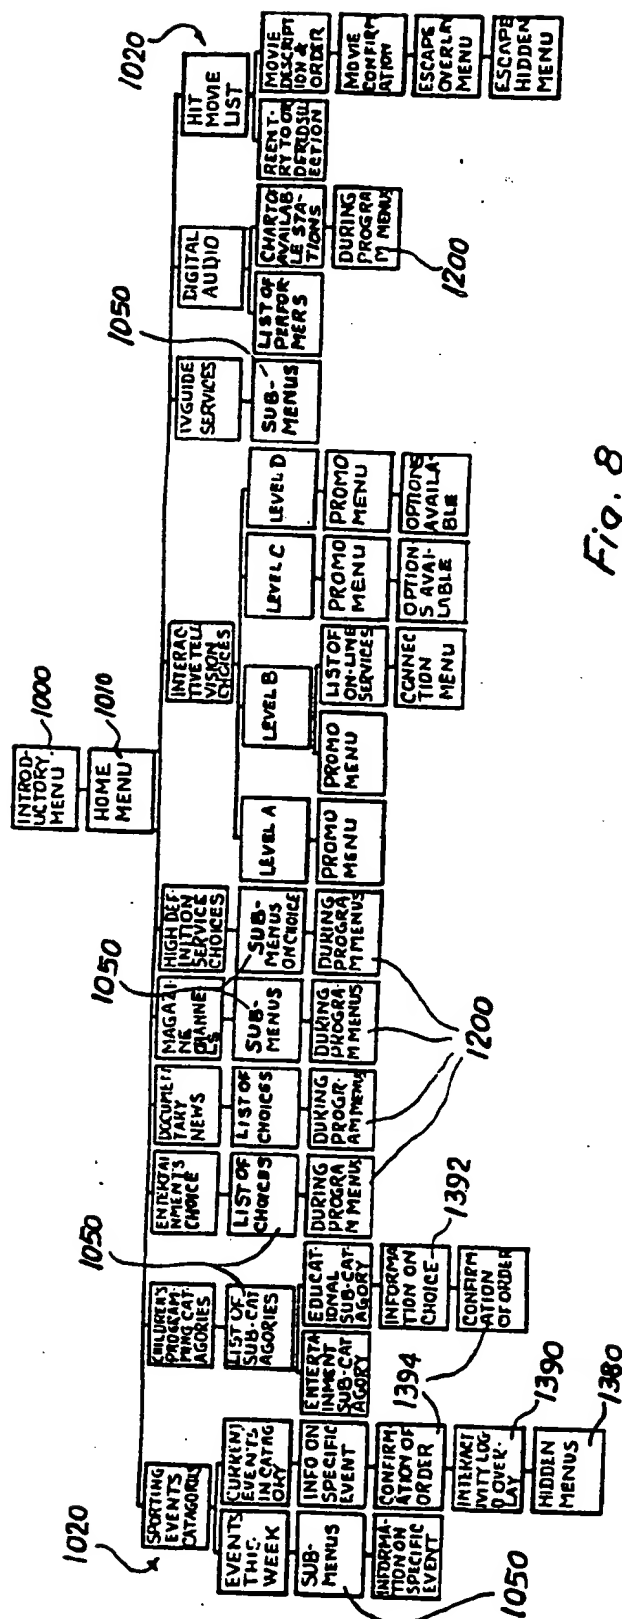 INTROD-
UCTORY
MENU
1000
HOME
MENU
1010
1020
SPORTING
EVENTS
CATAGORIES
EVENTS
THIS
WEEK
SUB-
MENUS
1050
INFORMA-
TION ON
SPECIFIC
EVENT
CURRENT
EVENTS
IN CATAG
ORY
INFO ON
SPECIFIC
EVENT
CONFIRM
ATION OF
ORDER
1394
INTERACT
IVITY LOG
O OVER-
LAY
1390
HIDDEN
MENUS
1380
CHILDREN'S
PROGRAM
MING CAT-
AGORIES
LIST OF
SUB-CAT
AGORIES
1050
ENTERTA
INMENT
SUB-CAT
AGORY
EDUCAT-
IONAL
SUB-CAT-
AGORY
INFORMA
TION ON
CHOICE
1392
CONFIRM
ATION
OF ORDER
ENTERTAI
NMENTS
CHOICE
LIST OF
CHOICES
DURING
PROGRA
M MENUS
DOCUMEN
TARY
NEWS
LIST OF
CHOICES
DURING
PROGR-
AM MENUS
MAGAZI-
NE
CHANNE-
LS
SUB-
MENUS
DURING
PROGRA-
M MENUS
1050
HIGH DEF-
INITION
SERVICE
CHOICES
SUB-
MENUS
ON CHOICE
DURING
PROGRA
M MENUS
1200
INTERAC-
TIVE TELE
VISION
CHOICES
LEVEL A
PROMO
MENU
LEVEL B
PROMO
MENU
LIST OF
ON-LINE
SERVICES
CONNEC
TION
MENU
LEVEL C
PROMO
MENU
OPTION
S AVAI-
LABLE
LEVEL D
PROMO
MENU
OPTIONS
AVAILA-
BLE
TVGUIDE
SERVICES
SUB-
MENUS
1050
DIGITAL
AUDIO
LIST OF
PERFOR-
MERS
CHART OF
AVAILAB
LE STA-
TIONS
DURING
PROGRA
M MENUS
1200
HIT
MOVIE
LIST
1020
REENT-
RY TO OR
DERED SEL
ECTION
MOVIE
DESCRIPT
ION &
ORDER
MOVIE
CONFIRM
ATION
ESCAPE
OVERLAY
MENU
ESCAPE
HIDDEN
MENU
Fig. 8